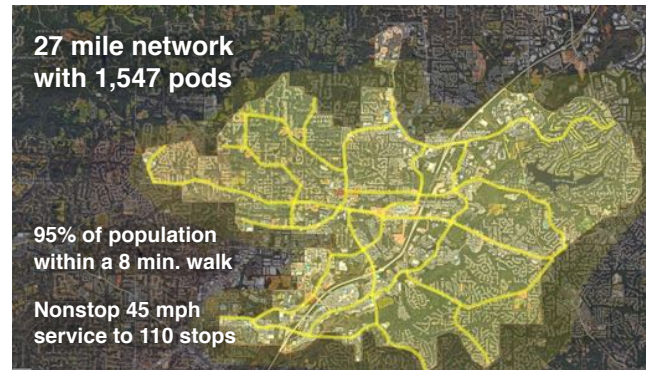 27 mile network
with 1,547 pods
95% of population
within a 8 min. walk
Nonstop 45 mph
service to 110 stops